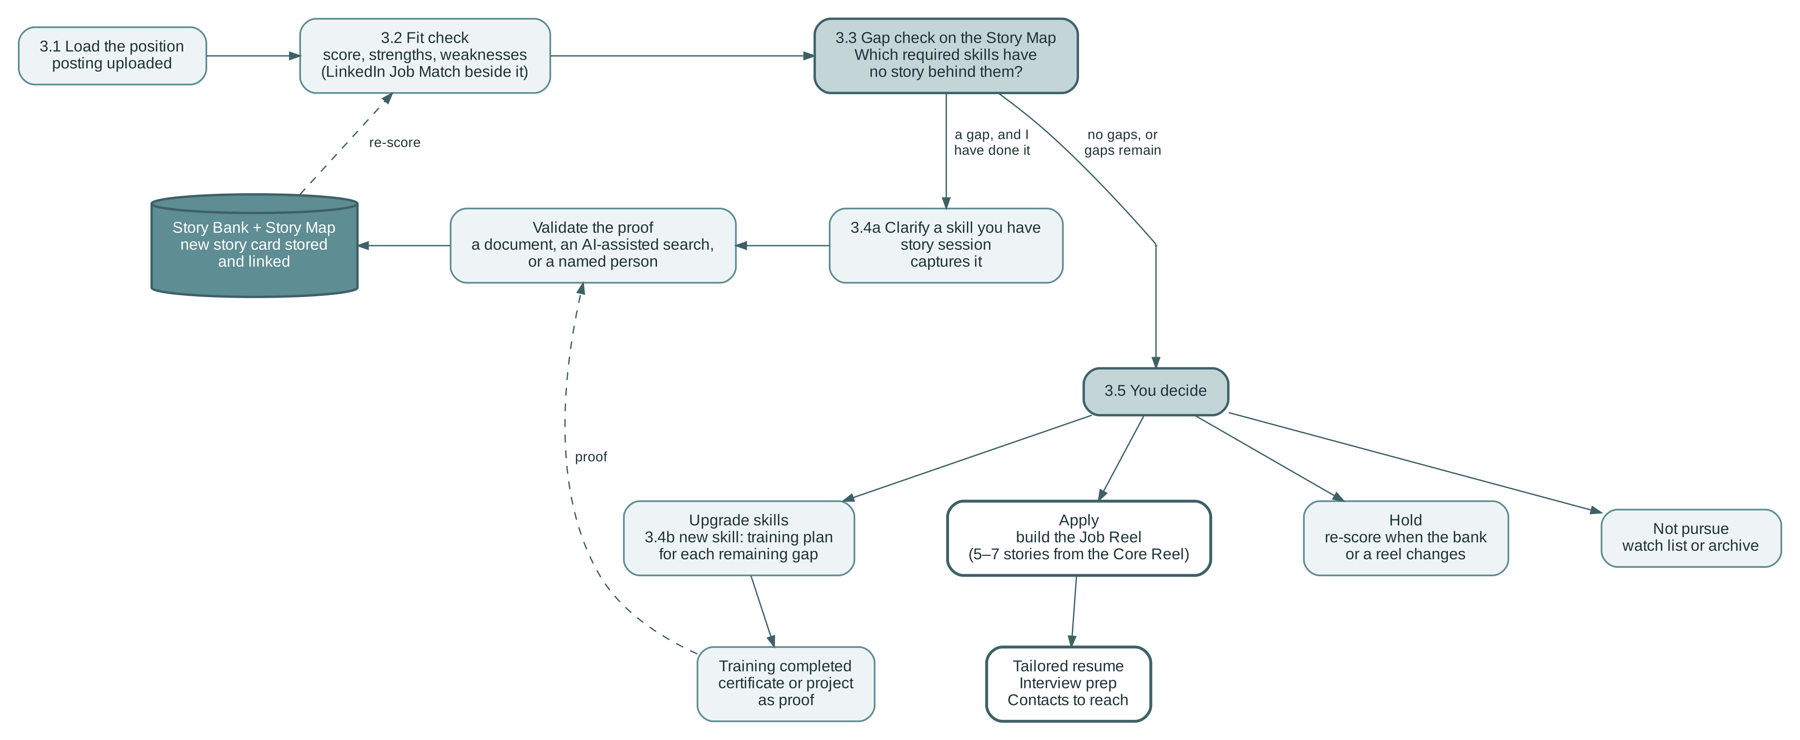 3.1 Load the position
posting uploaded
3.2 Fit check
score, strengths, weaknesses
(LinkedIn Job Match beside it)
3.3 Gap check on the Story Map
Which required skills have
no story behind them?
re-score
a gap, and I
have done it
no gaps, or
gaps remain
Story Bank + Story Map
new story card stored
and linked
Validate the proof
a document, an AI-assisted search,
or a named person
3.4a Clarify a skill you have
story session
captures it
3.5 You decide
proof
Upgrade skills
3.4b new skill: training plan
for each remaining gap
Apply
build the Job Reel
(5–7 stories from the Core Reel)
Hold
re-score when the bank
or a reel changes
Not pursue
watch list or archive
Training completed
certificate or project
as proof
Tailored resume
Interview prep
Contacts to reach